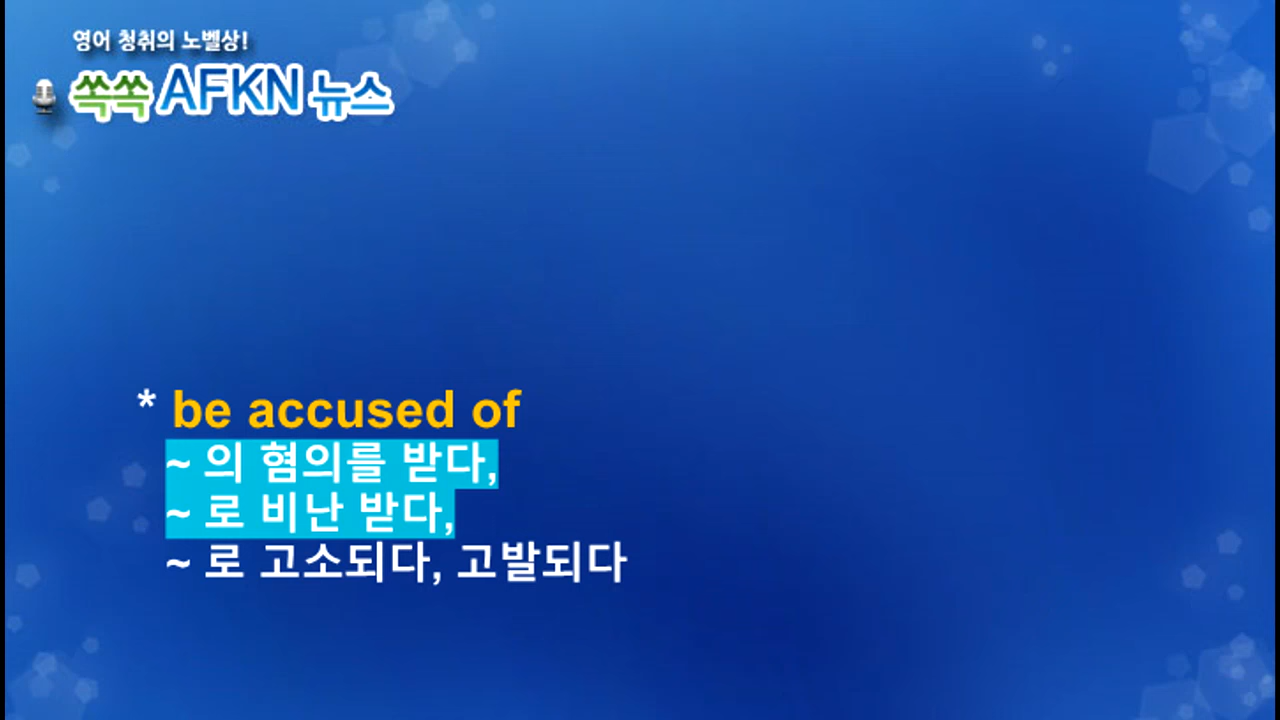 영어 청취의 노벨상!
쏙쏙 AFKN 뉴스
* be accused of
~ 의 혐의를 받다,
~ 로 비난 받다,
~ 로 고소되다, 고발되다